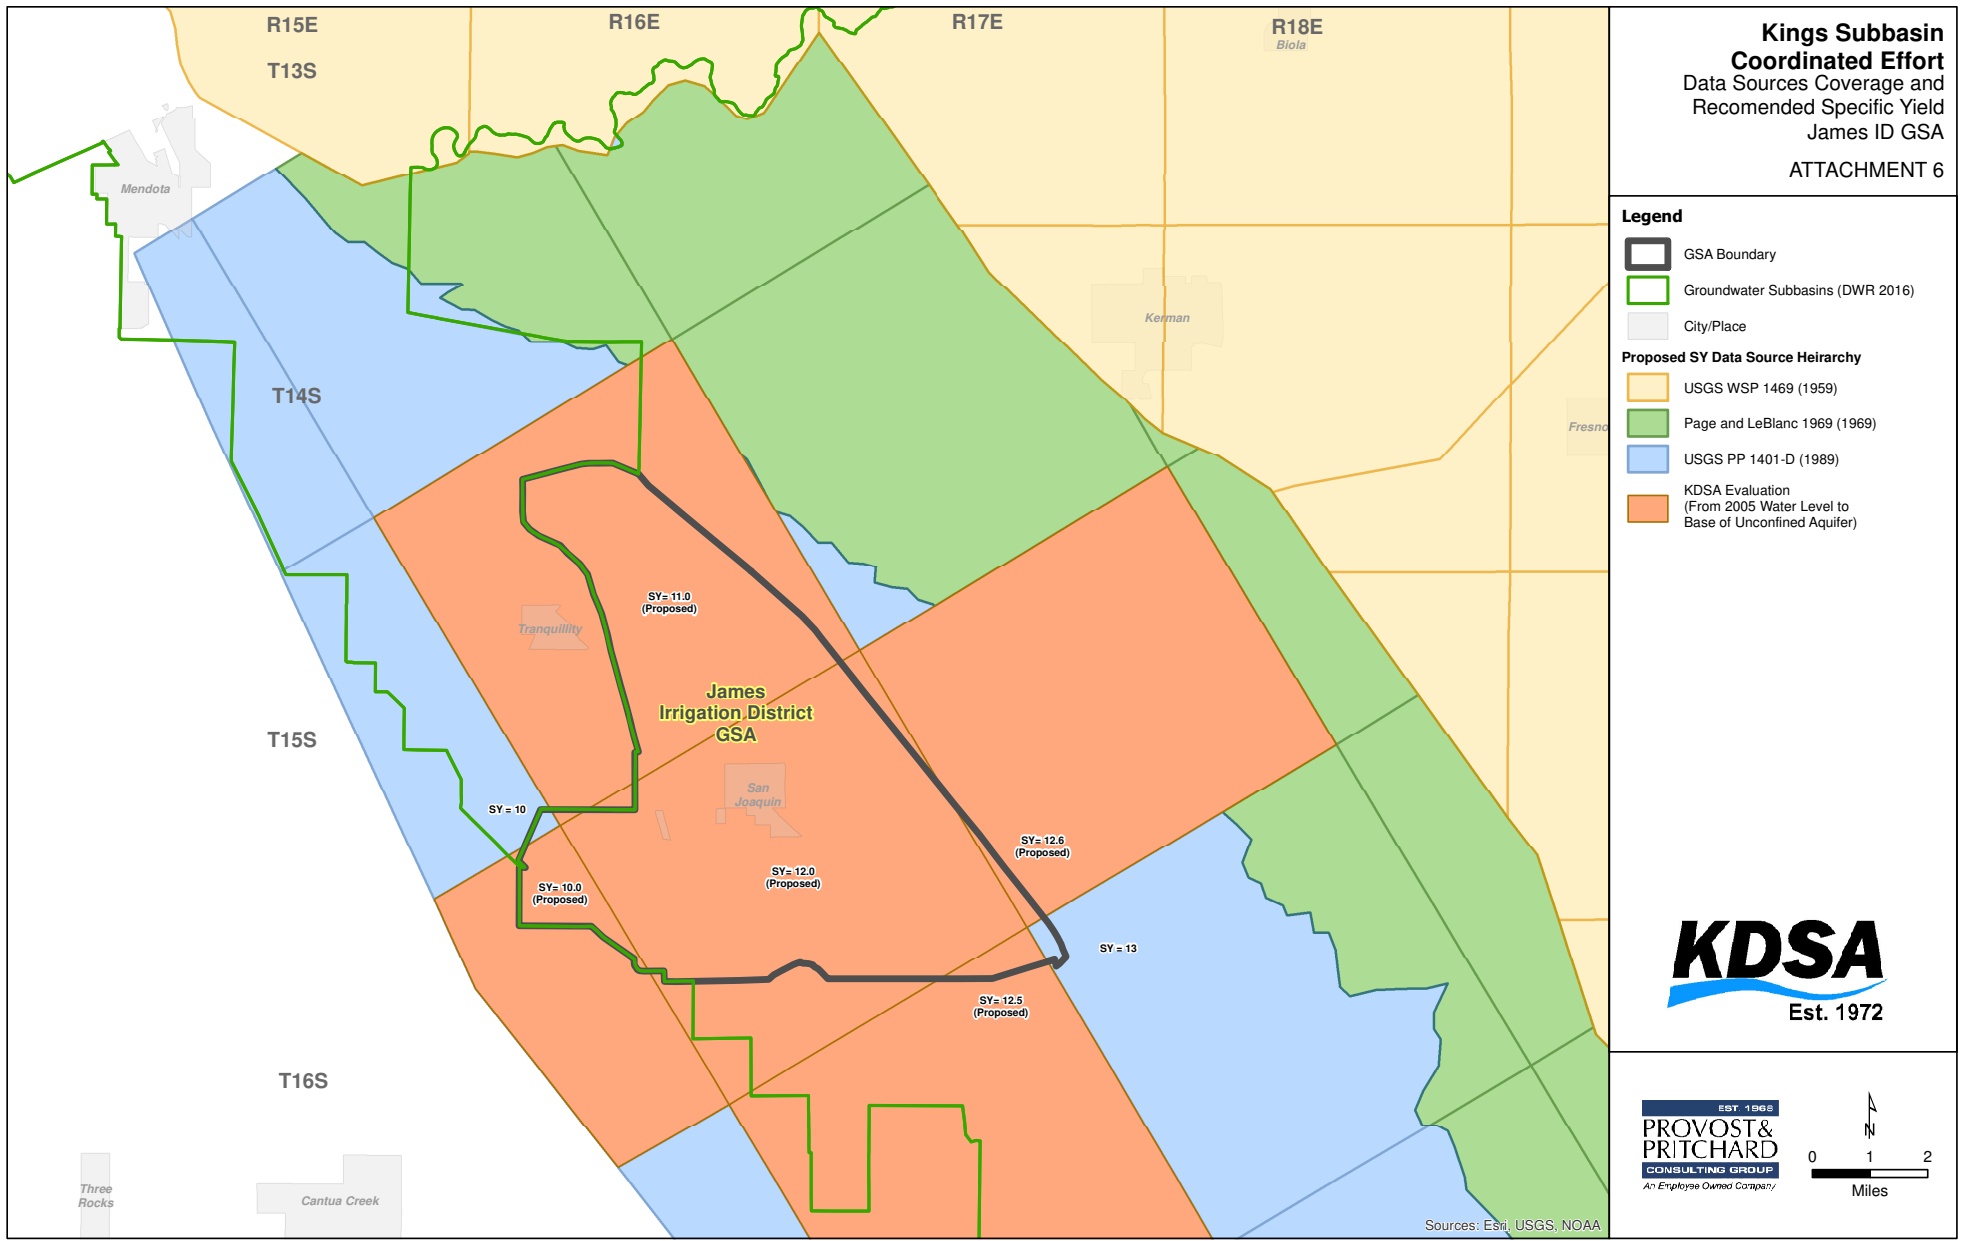 R15E
R16E
R17E
R18E
T13S
Biola
Mendota
Kerman
T14S
Fresno
SY= 11.0
(Proposed)
Tranquillity
James
Irrigation District
GSA
T15S
San
Joaquin
SY = 10
SY= 12.6
(Proposed)
SY= 12.0
(Proposed)
SY= 10.0
(Proposed)
SY = 13
SY= 12.5
(Proposed)
T16S
Three
Rocks
Cantua Creek
Sources: Esri, USGS, NOAA
Kings Subbasin
Coordinated Effort
Data Sources Coverage and
Recomended Specific Yield
James ID GSA
ATTACHMENT 6
Legend
GSA Boundary
Groundwater Subbasins (DWR 2016)
City/Place
Proposed SY Data Source Heirarchy
USGS WSP 1469 (1959)
Page and LeBlanc 1969 (1969)
USGS PP 1401-D (1989)
KDSA Evaluation
(From 2005 Water Level to
Base of Unconfined Aquifer)
KDSA
Est. 1972
EST. 1968
PROVOST&
PRITCHARD
CONSULTING GROUP
An Employee Owned Company
N
0 1 2
Miles